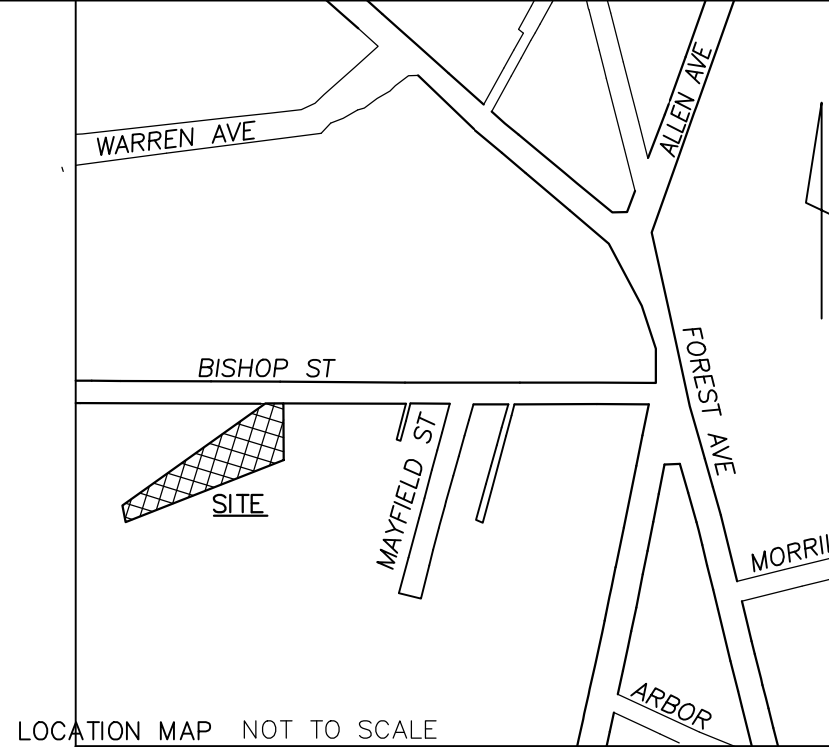 WARREN AVE
ALLEN AVE
BISHOP ST
FOREST AVE
MAYFIELD ST
SITE
ARBOR
LOCATION MAP NOT TO SCALE